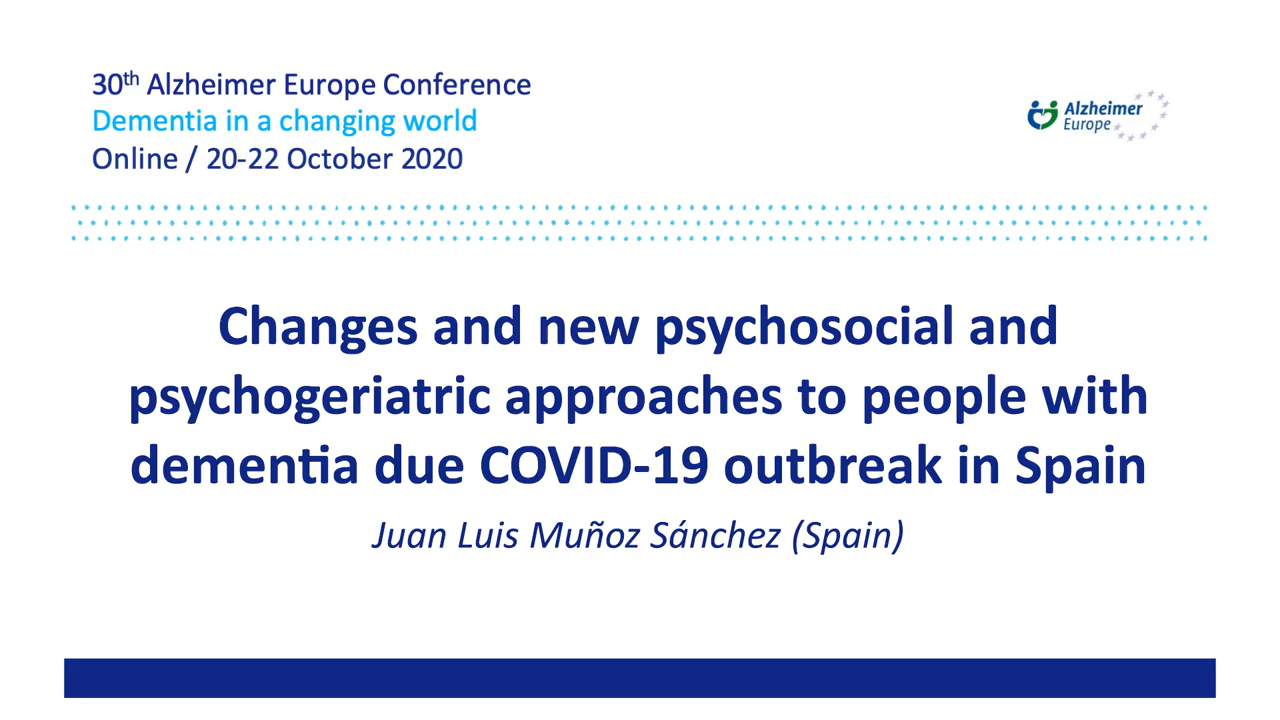 30th Alzheimer Europe Conference
Dementia in a changing world
Online / 20-22 October 2020
Alzheimer
Europe
Changes and new psychosocial and
psychogeriatric approaches to people with
dementia due COVID-19 outbreak in Spain
Juan Luis Muñoz Sánchez (Spain)